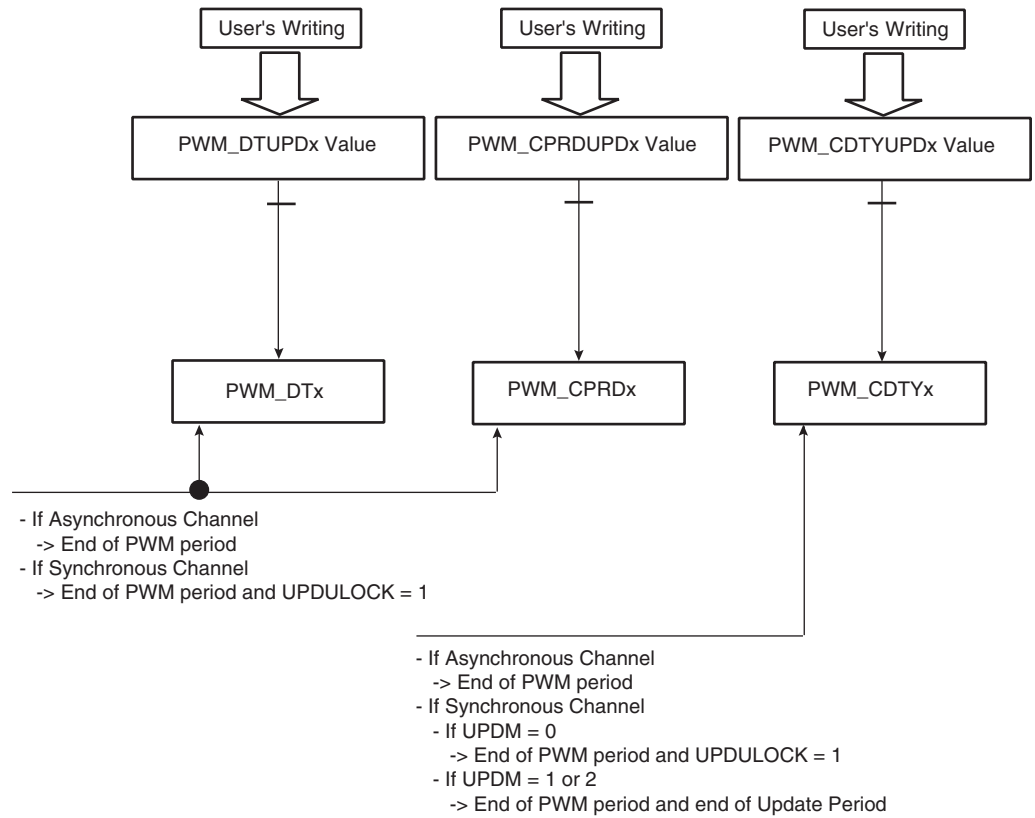 User's Writing
User's Writing
User's Writing
PWM_DTUPDx Value
PWM_CPRDUPDx Value
PWM_CDTYUPDx Value
PWM_DTx
PWM_CPRDx
PWM_CDTYx
- If Asynchronous Channel
-> End of PWM period
- If Synchronous Channel
-> End of PWM period and UPDULOCK = 1
- If Asynchronous Channel
-> End of PWM period
- If Synchronous Channel
- If UPDM = 0
-> End of PWM period and UPDULOCK = 1
- If UPDM = 1 or 2
-> End of PWM period and end of Update Period